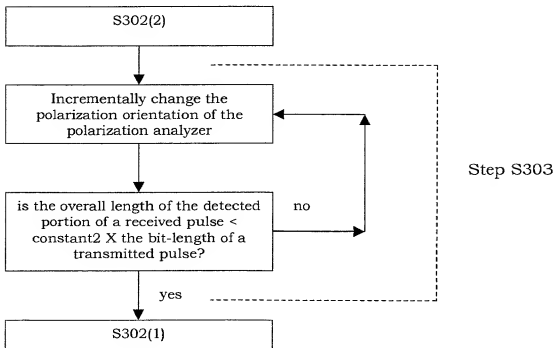 S302(2)
Incrementally change the
polarization orientation of the
polarization analyzer
Step S303
is the overall length of the detected
portion of a received pulse <
constant2 X the bit-length of a
transmitted pulse?
no
yes
S302(1)